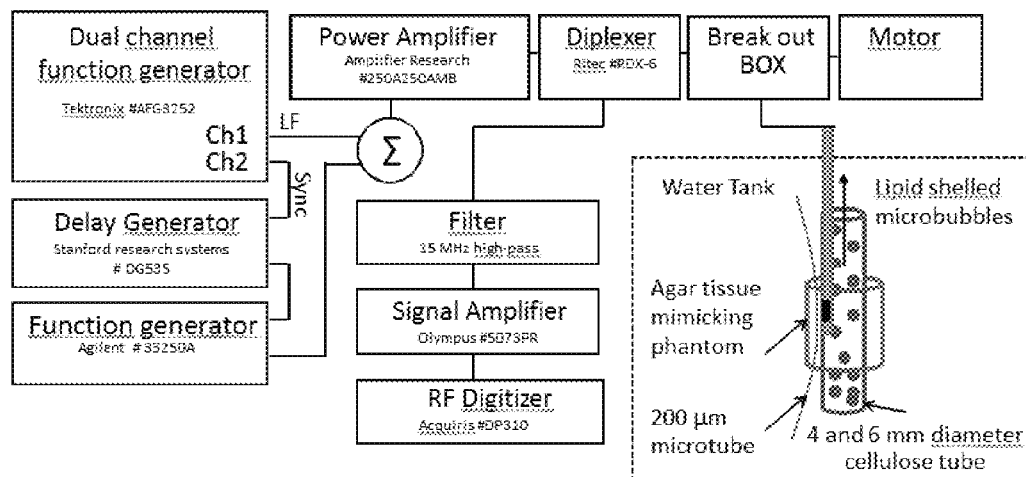 Dual channel
function generator
Tektronix #AFG3252
Ch1
Ch2
LF
Sync
Delay Generator
Stanford research systems
# DG535
Function generator
Agilent # 33250A
Power Amplifier
Amplifier Research
#250A250AMB
Σ
Diplexer
Ritec #RDX-6
Break out
BOX
Motor
Filter
35 MHz high-pass
Signal Amplifier
Olympus #5073PR
RF Digitizer
Acquiris #DP310
Water Tank
Lipid shelled
microbubbles
Agar tissue
mimicking
phantom
200 µm
microtube
4 and 6 mm diameter
cellulose tube